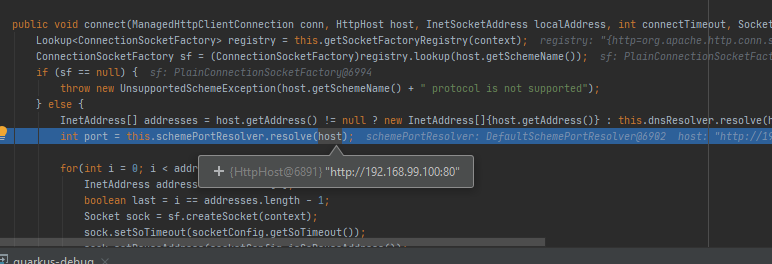 public void connect(ManagedHttpClientConnection conn, HttpHost host, InetSocketAddress localAddress, int connectTimeout, Socket
Lookup<ConnectionSocketFactory> registry = this.getSocketFactoryRegistry(context); registry: "{http=org.apache.http.conn.s
ConnectionSocketFactory sf = (ConnectionSocketFactory)registry.lookup(host.getSchemeName()); sf: PlainConnectionSocketFact
if (sf == null) { sf: PlainConnectionSocketFactory@6994
throw new UnsupportedSchemeException(host.getSchemeName() + " protocol is not supported");
} else {
InetAddress[] addresses = host.getAddress() != null ? new InetAddress[]{host.getAddress()} : this.dnsResolver.resolve(h
int port = this.schemePortResolver.resolve(host); schemePortResolver: DefaultSchemePortResolver@6982 host: "http://19
for(int i = 0; i < addr
+ {HttpHost@6891} "http://192.168.99.100:80"
InetAddress address
boolean last = i == addresses.length - 1;
Socket sock = sf.createSocket(context);
sock.setSoTimeout(socketConfig.getSoTimeout());
sock.setReuseAddress(socketConfig.isSoReuseAddress());
quarkus-debug